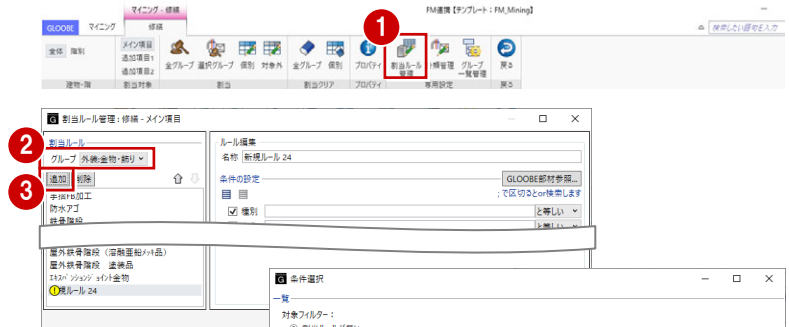 マイニング - 修繕
FM連携 【テンプレート：FM_Mining】
GLOOBE マイニング 修繕
検索したい語句を入力
全体 階別
メイン項目
追加項目1
追加項目2
全グループ 選択グループ 個別 対象外
全グループ 個別
プロパティ
割当ルール
管理
分類管理
グループ
一覧管理
戻る
建物・階 割当対象 割当 割当クリア プロパティ 専用設定 戻る
1
割当ルール管理 : 修繕 - メイン項目
2
割当ルール
グループ 外装:金物・飾り
3
追加 削除
防水アゴ
鉄骨階段
屋外鉄骨階段（溶融亜鉛ﾒｯｷ品）
屋外鉄骨階段 塗装品
ｴｷｽﾊﾟﾝｼｮﾝｼﾞｮｲﾝﾄ金物
規ルール 24
ルール編集
名称 新規ルール 24
条件の設定
GLOOBE部材参照...
; で区切るとor検索します
種別
と等しい
と等しい
条件選択
一覧
対象フィルター：